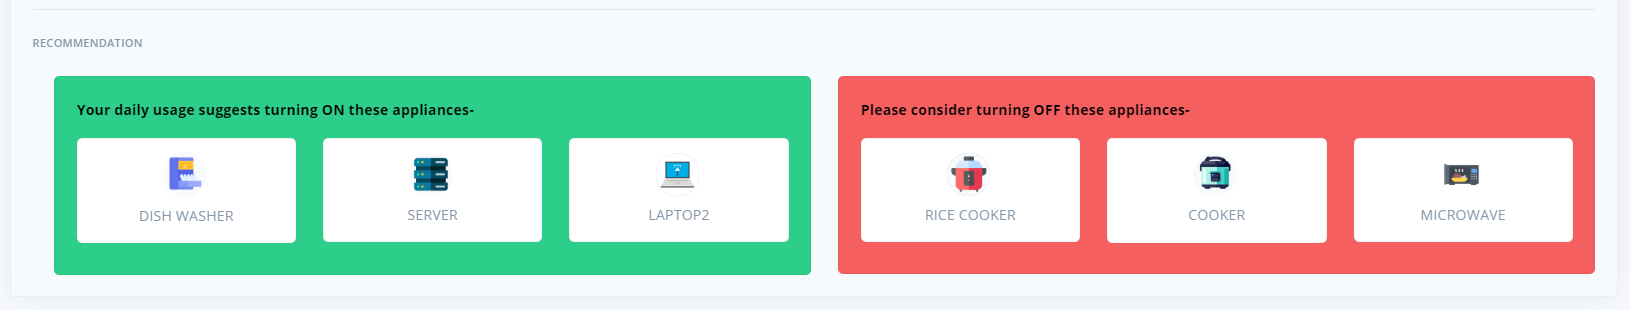 RECOMMENDATION
Your daily usage suggests turning ON these appliances-
DISH WASHER
SERVER
LAPTOP2
Please consider turning OFF these appliances-
RICE COOKER
COOKER
MICROWAVE